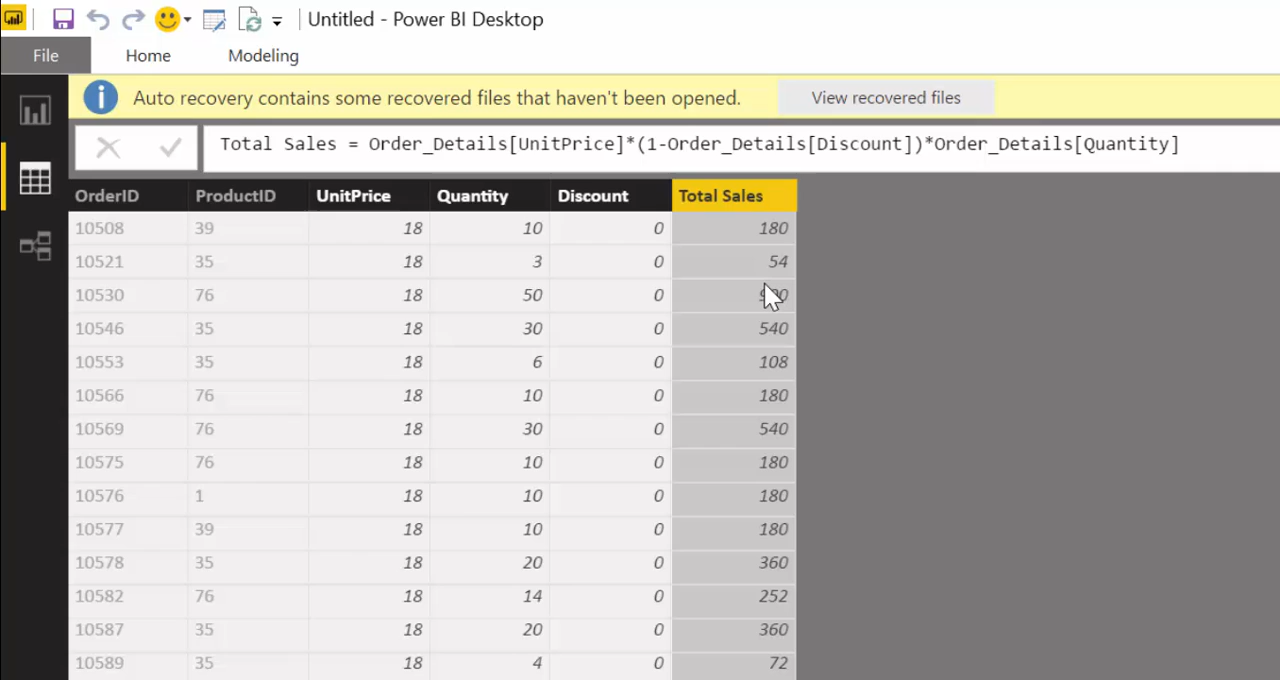 Untitled - Power BI Desktop
File Home Modeling
Auto recovery contains some recovered files that haven't been opened. View recovered files
Total Sales = Order_Details[UnitPrice]*(1-Order_Details[Discount])*Order_Details[Quantity]
OrderID ProductID UnitPrice Quantity Discount Total Sales
10508 39 18 10 0 180
10521 35 18 3 0 54
10530 76 18 50 0
10546 35 18 30 0 540
10553 35 18 6 0 108
10566 76 18 10 0 180
10569 76 18 30 0 540
10575 76 18 10 0 180
10576 1 18 10 0 180
10577 39 18 10 0 180
10578 35 18 20 0 360
10582 76 18 14 0 252
10587 35 18 20 0 360
10589 35 18 4 0 72